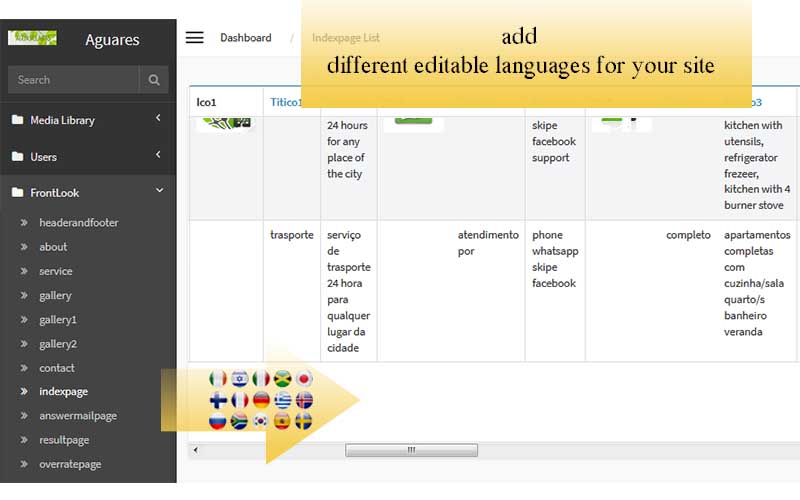 add
different editable languages for your site
Aguares
Dashboard / Indexpage List
Search
Media Library
Users
FrontLook
headerandfooter
about
service
gallery
gallery1
gallery2
contact
indexpage
answermailpage
resultpage
overratepage
Ico1
Titico1
24 hours
for any
place of
the city
skipe
facebook
support
kitchen with
utensils,
refrigerator
frezeer,
kitchen with 4
burner stove
trasporte
serviço
de
trasporte
24 hora
para
qualquer
lugar da
cidade
atendimento
por
phone
whatsapp
skipe
facebook
completo
apartamentos
completas
com
cuzinha/sala
quarto/s
banheiro
veranda